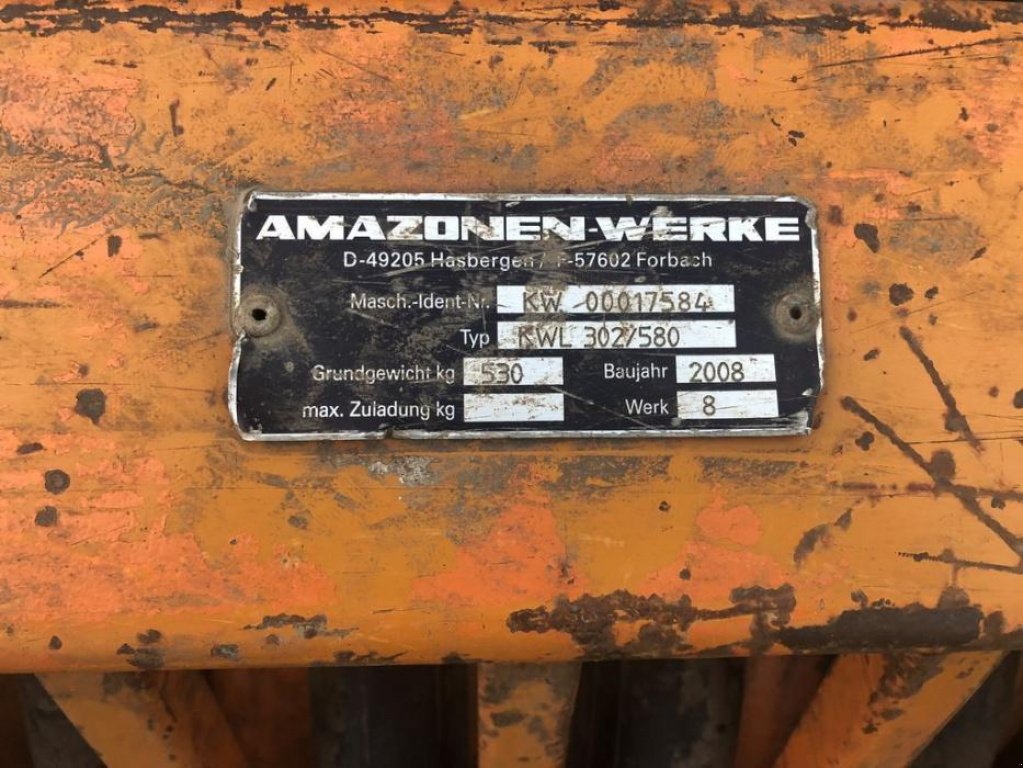 AMAZONEN-WERKE
D-49205 Hasbergen / F-57602 Forbach
Masch.-Ident-Nr. KW 00017584
Typ KWL 302/580
Grundgewicht kg 530 Baujahr 2008
max. Zuladung kg Werk 8